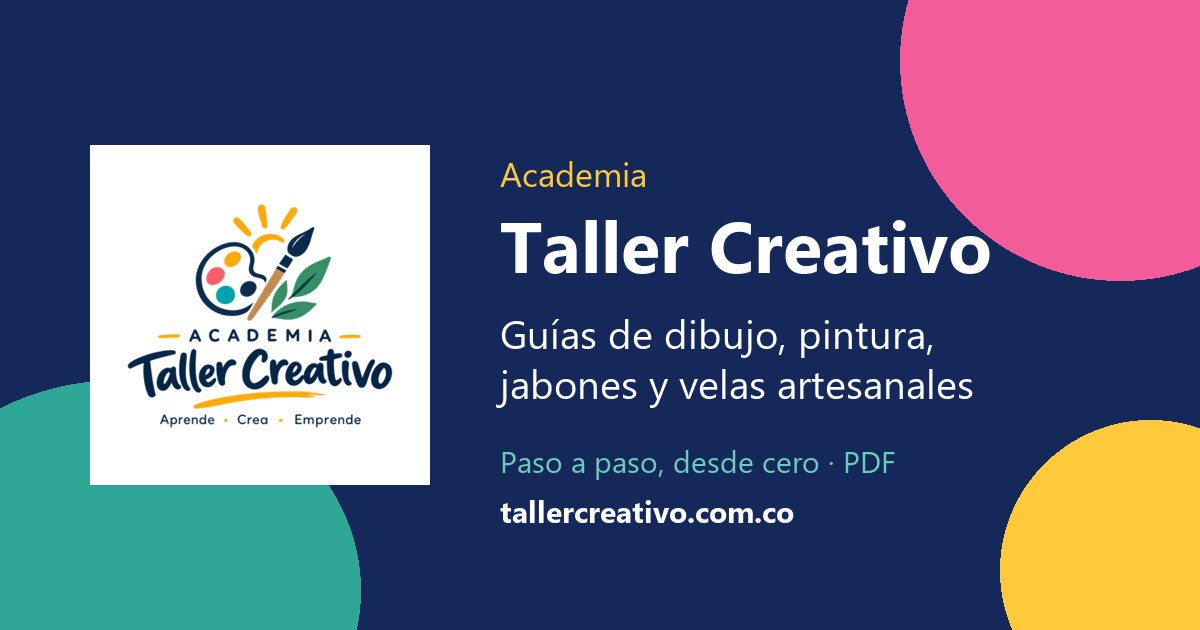 ACADEMIA
Taller Creativo
Aprende • Crea • Emprende
Academia
Taller Creativo
Guías de dibujo, pintura,
jabones y velas artesanales
Paso a paso, desde cero · PDF
tallercreativo.com.co